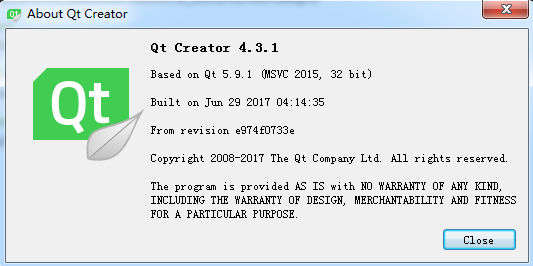 About Qt Creator
Qt Creator 4.3.1
Based on Qt 5.9.1 (MSVC 2015, 32 bit)
Built on Jun 29 2017 04:14:35
From revision e974f0733e
Copyright 2008-2017 The Qt Company Ltd. All rights reserved.
The program is provided AS IS with NO WARRANTY OF ANY KIND,
INCLUDING THE WARRANTY OF DESIGN, MERCHANTABILITY AND FITNESS
FOR A PARTICULAR PURPOSE.
Qt
Close